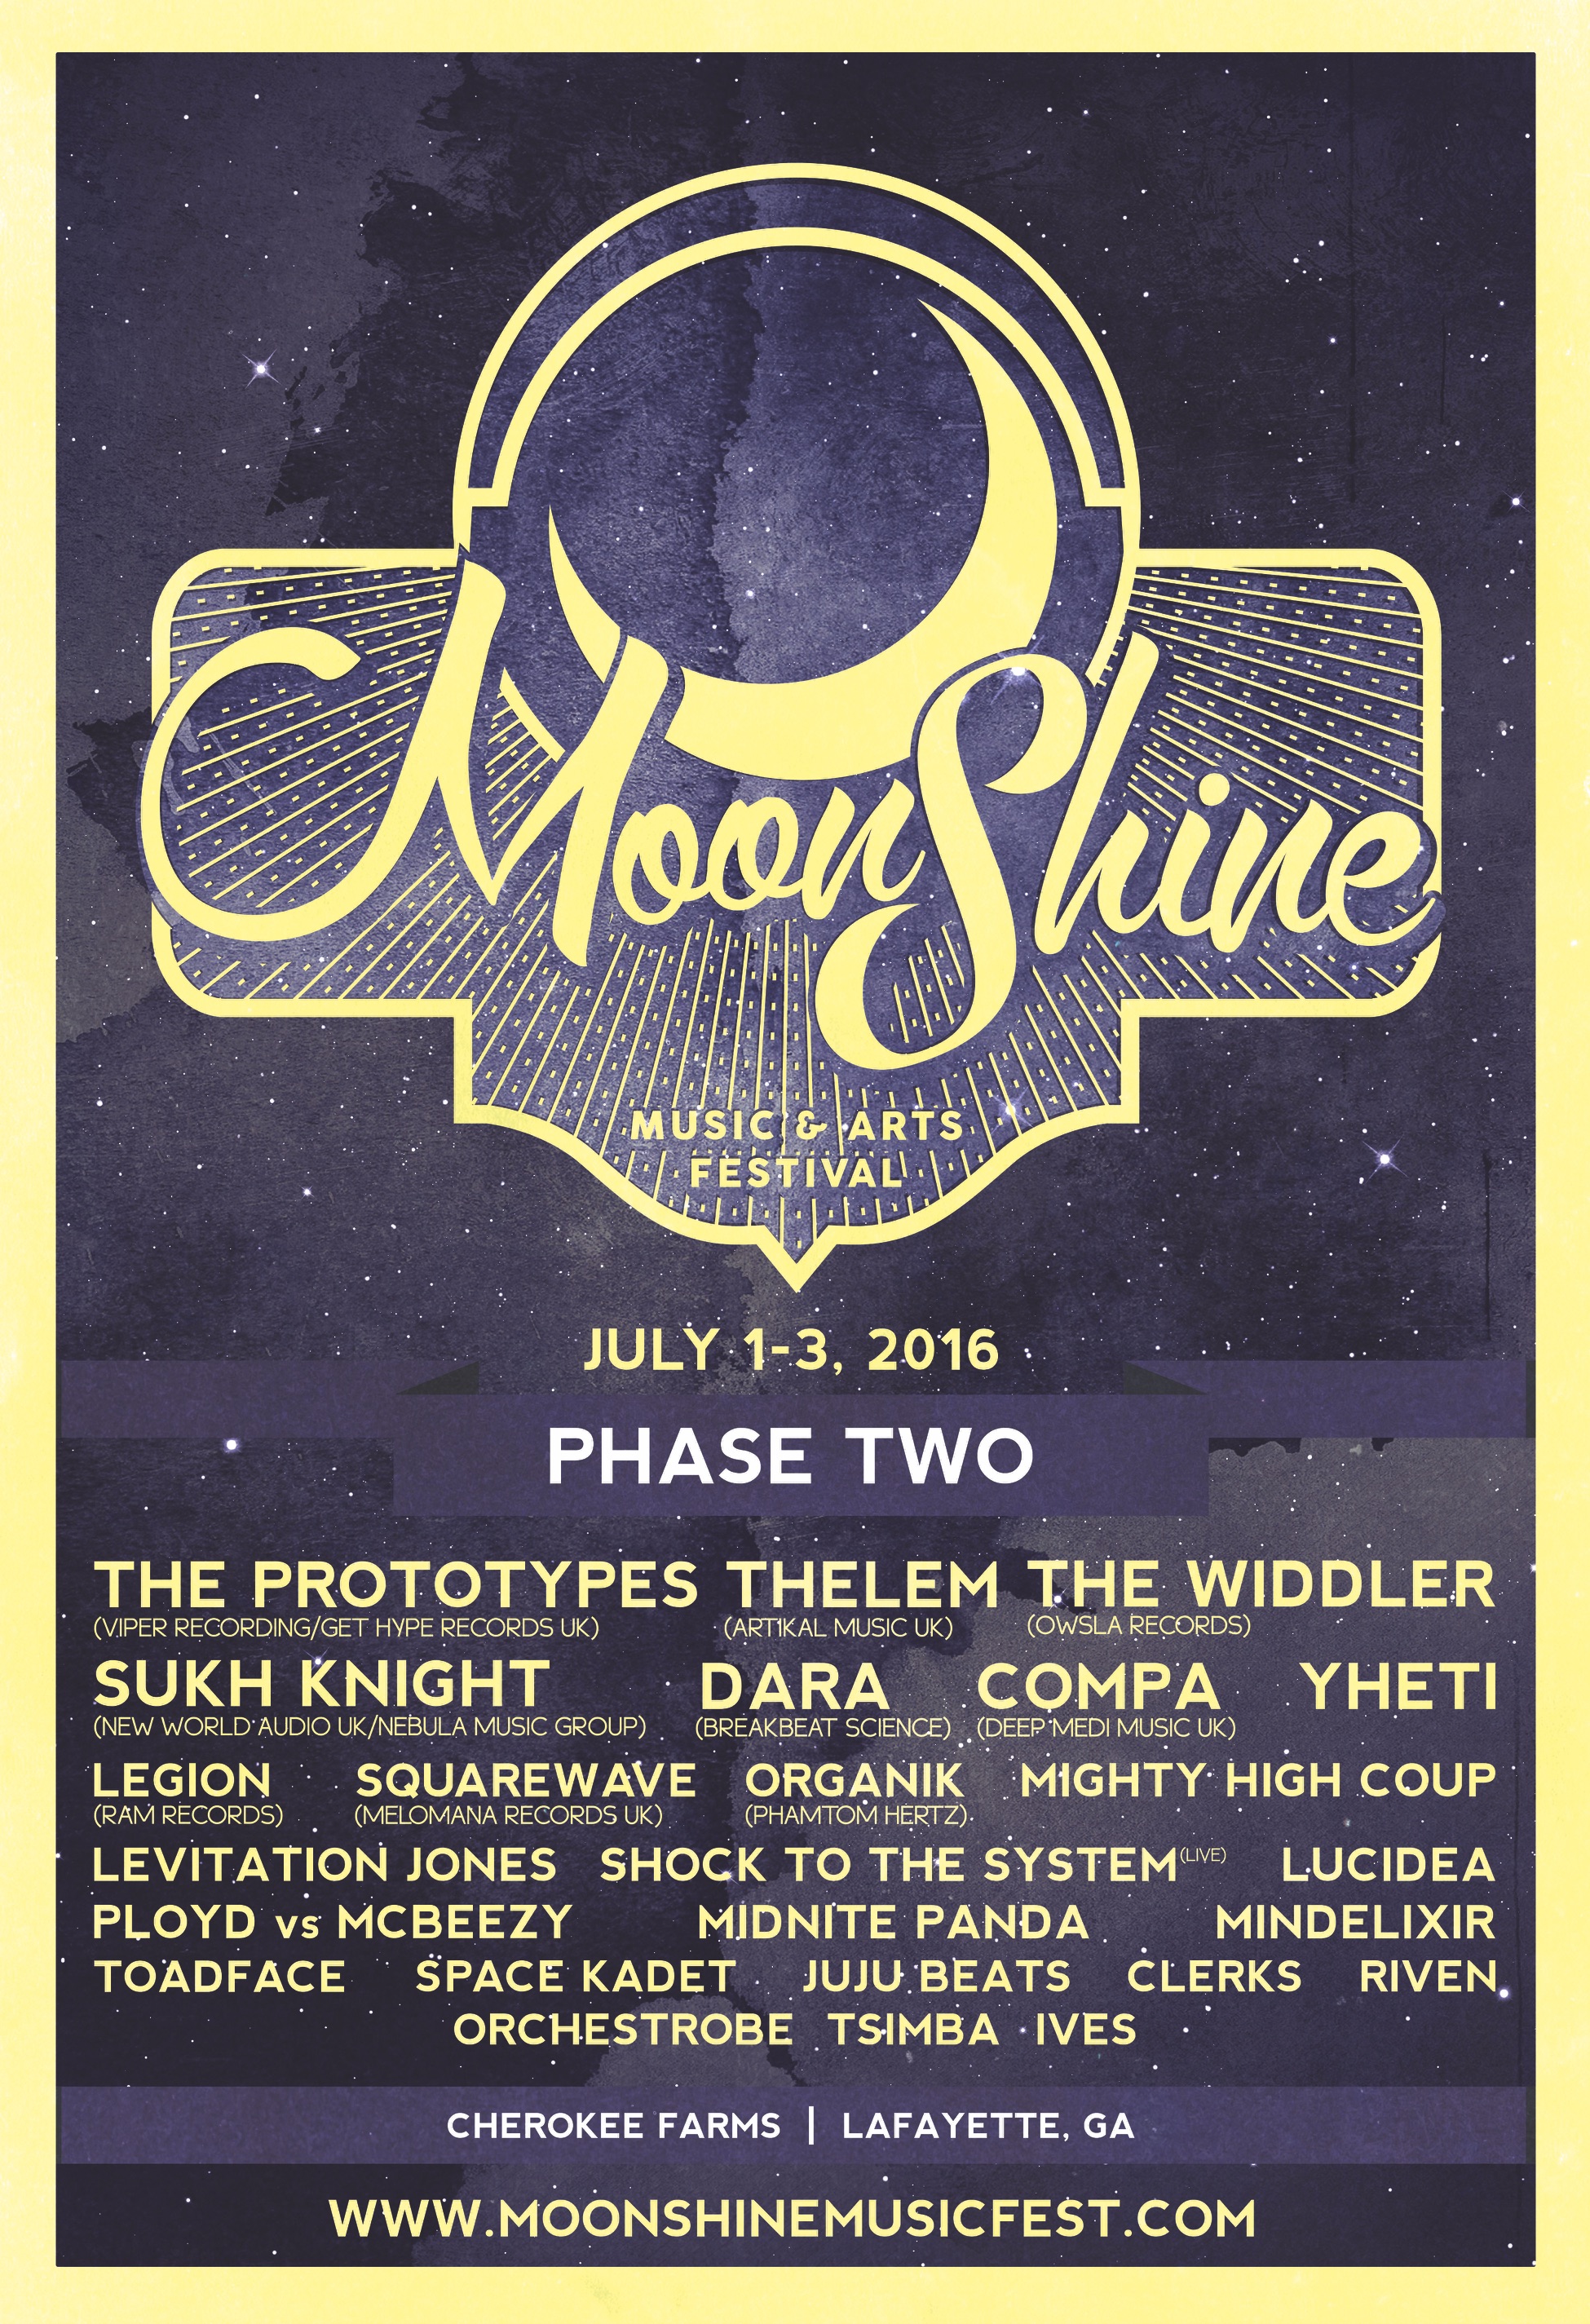 MoonShine
MUSIC & ARTS
FESTIVAL
JULY 1-3, 2016
PHASE TWO
THE PROTOTYPES THELEM THE WIDDLER
(VIPER RECORDING/GET HYPE RECORDS UK) (ARTIKAL MUSIC UK) (OWSLA RECORDS)
SUKH KNIGHT DARA COMPA YHETI
(NEW WORLD AUDIO UK/NEBULA MUSIC GROUP) (BREAKBEAT SCIENCE) (DEEP MEDI MUSIC UK)
LEGION SQUAREWAVE ORGANIK MIGHTY HIGH COUP
(RAM RECORDS) (MELOMANA RECORDS UK) (PHAMTOM HERTZ)
LEVITATION JONES SHOCK TO THE SYSTEM (LIVE) LUCIDEA
PLOYD vs MCBEEZY MIDNITE PANDA MINDELIXIR
TOADFACE SPACE KADET JUJU BEATS CLERKS RIVEN
ORCHESTROBE TSIMBA IVES
CHEROKEE FARMS | LAFAYETTE, GA
WWW.MOONSHINEMUSICFEST.COM